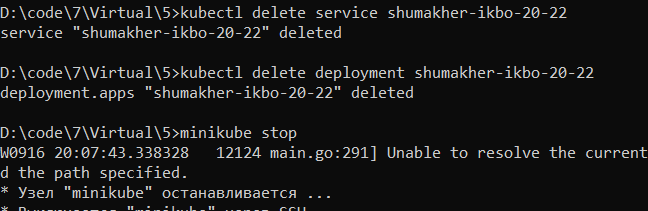 D:\code\7\Virtual\5>kubectl delete service shumakher-ikbo-20-22
service "shumakher-ikbo-20-22" deleted
D:\code\7\Virtual\5>kubectl delete deployment shumakher-ikbo-20-22
deployment.apps "shumakher-ikbo-20-22" deleted
D:\code\7\Virtual\5>minikube stop
W0916 20:07:43.338328   12124 main.go:291] Unable to resolve the current
d the path specified.
* Узел "minikube" останавливается ...
* Выключается "minikube" через SSH